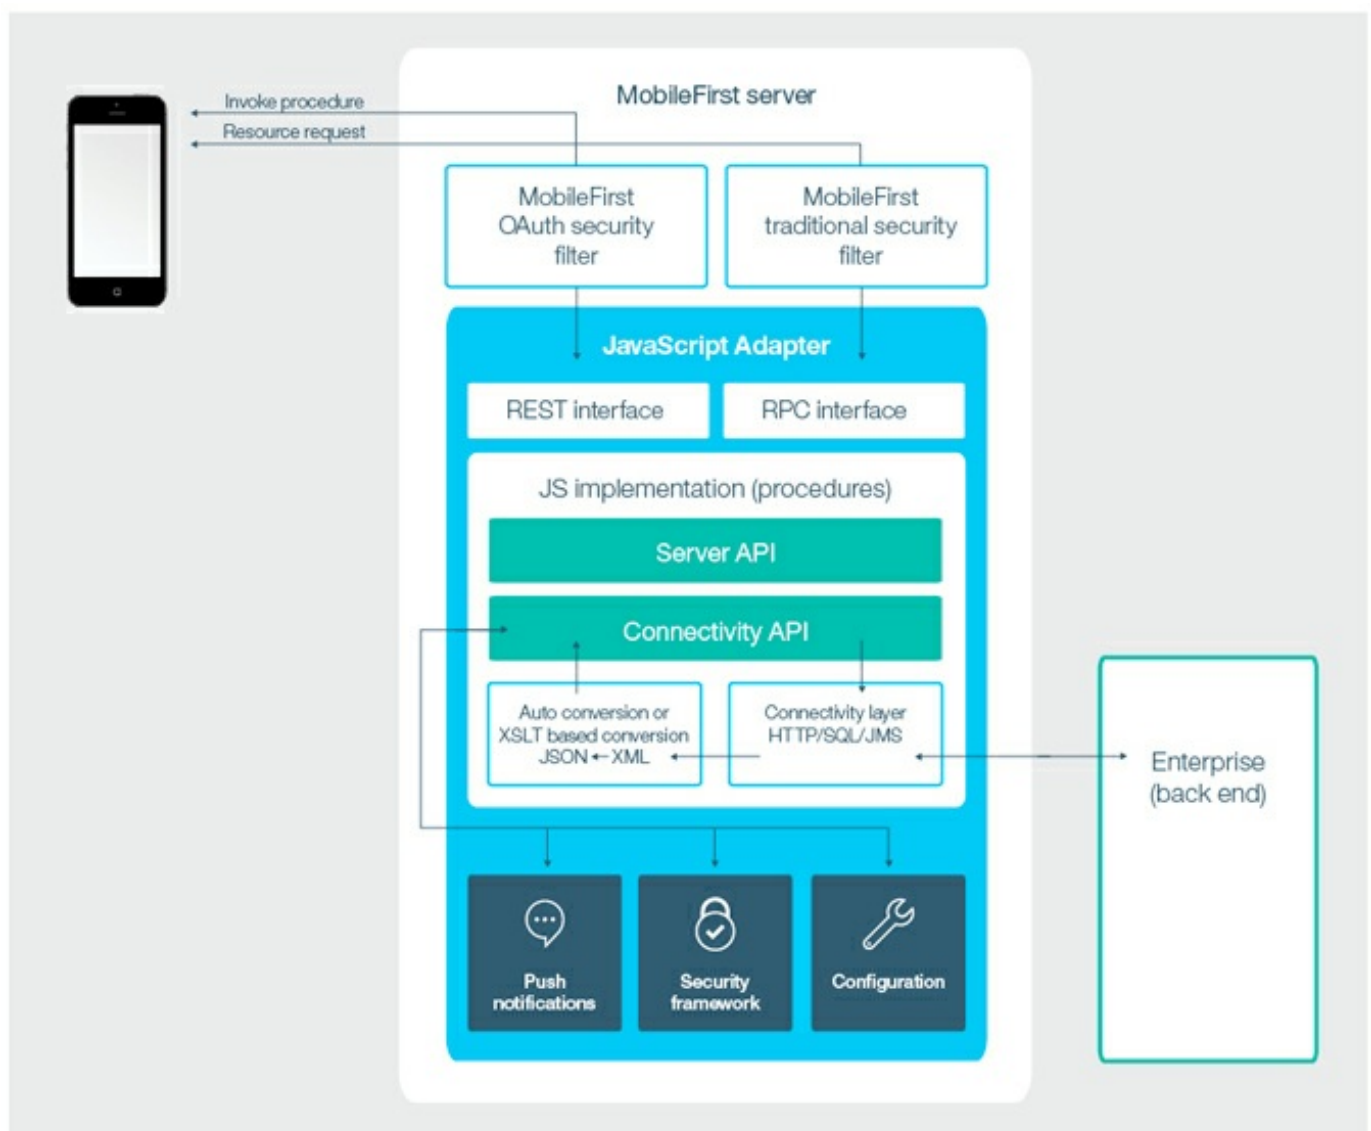 MobileFirst server
Invoke procedure
Resource request
MobileFirst
OAuth security
filter
MobileFirst
traditional security
filter
JavaScript Adapter
REST interface
RPC interface
JS implementation (procedures)
Server API
Connectivity API
Auto conversion or
XSLT based conversion
JSON ← XML
Connectivity layer
HTTP/SQL/JMS
Enterprise
(back end)
Push
notifications
Security
framework
Configuration